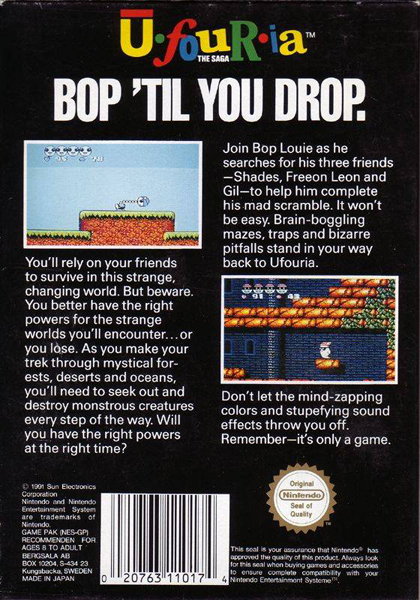 U·fouR·ia™
THE SAGA
BOP 'TIL YOU DROP.
Join Bop Louie as he
searches for his three friends
—Shades, Freeon Leon and
Gil—to help him complete
his mad scramble. It won't
be easy. Brain-boggling
mazes, traps and bizarre
pitfalls stand in your way
back to Ufouria.
You'll rely on your friends
to survive in this strange,
changing world. But beware.
You better have the right
powers for the strange
worlds you'll encounter...or
you lose. As you make your
trek through mystical for-
ests, deserts and oceans,
you'll need to seek out and
destroy monstrous creatures
every step of the way. Will
you have the right powers
at the right time?
Don't let the mind-zapping
colors and stupefying sound
effects throw you off.
Remember—it's only a game.
© 1991 Sun Electronics
Corporation
Nintendo and Nintendo
Entertainment System
are trademarks of
Nintendo.
GAME PAK (NES-GP)
RECOMMENDEN FOR
AGES 8 TO ADULT
BERGSALA AB
BOX 10204, S-434 23
Kungsbacka, SWEDEN
MADE IN JAPAN
0 20763 11017 4
Original
Nintendo
Seal of
Quality
TM
This seal is your assurance that Nintendo® has
approved the quality of this product. Always look
for this seal when buying games and accessories
to ensure complete compatibility with your
Nintendo Entertainment System®.